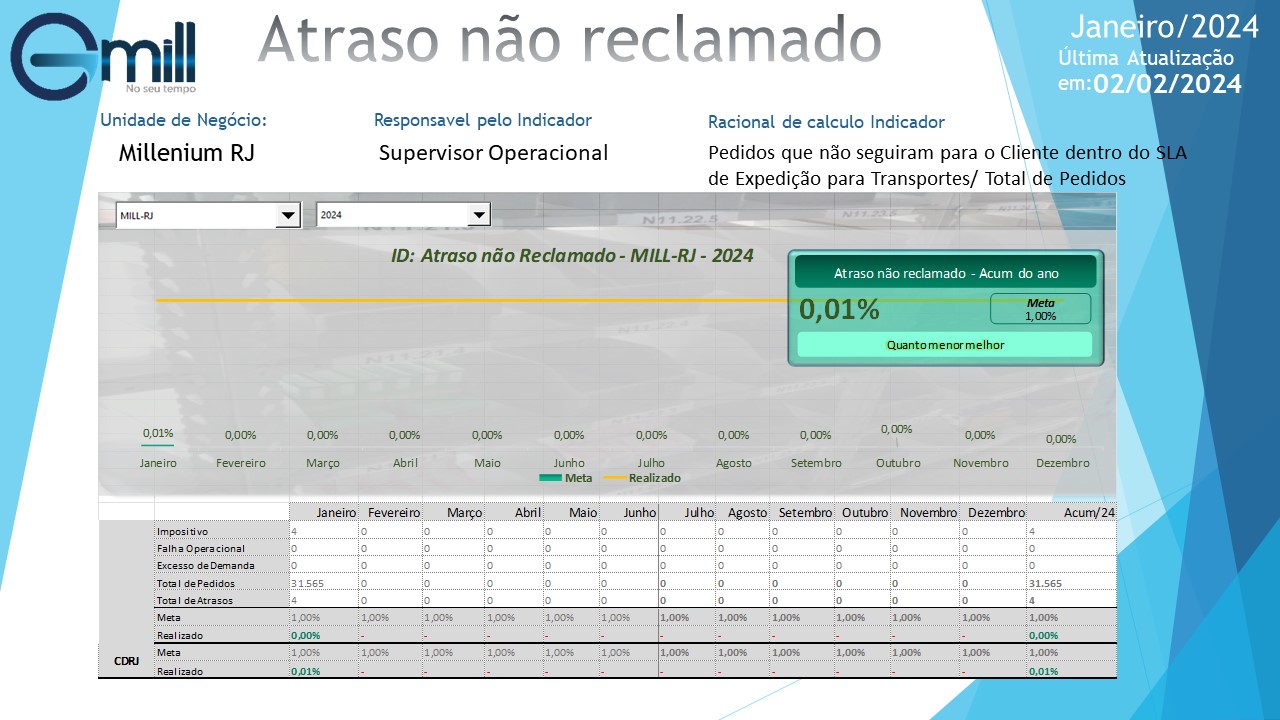 Gmill
No seu tempo
Atraso não reclamado
Janeiro/2024
Última Atualização
em:02/02/2024
Unidade de Negócio:
Millenium RJ
Responsavel pelo Indicador
Supervisor Operacional
Racional de calculo Indicador
Pedidos que não seguiram para o Cliente dentro do SLA
de Expedição para Transportes/ Total de Pedidos
MILL-RJ
2024
N11.22.5
N11.23.5
ID: Atraso não Reclamado - MILL-RJ - 2024
Atraso não reclamado - Acum do ano
0,01%
Meta
1,00%
Quanto menor melhor
N11.22.4
0,01% 0,00% 0,00% 0,00% 0,00% 0,00% 0,00% 0,00% 0,00% 0,00% 0,00% 0,00%
Janeiro Fevereiro Março Abril Maio Junho Julho Agosto Setembro Outubro Novembro Dezembro
Meta Realizado
Janeiro Fevereiro Março Abril Maio Junho Julho Agosto Setembro Outubro Novembro Dezembro Acum/24
Impositivo 4 0 0 0 0 0 0 0 0 0 0 0 4
Falha Operacional 0 0 0 0 0 0 0 0 0 0 0 0 0
Excesso de Demanda 0 0 0 0 0 0 0 0 0 0 0 0 0
Total de Pedidos 31.565 0 0 0 0 0 0 0 0 0 0 0 31.565
Total de Atrasos 4 0 0 0 0 0 0 0 0 0 0 0 4
Meta 1,00% 1,00% 1,00% 1,00% 1,00% 1,00% 1,00% 1,00% 1,00% 1,00% 1,00% 1,00% 1,00%
Realizado 0,00% - - - - - - - - - - - 0,00%
CDRJ
Meta 1,00% 1,00% 1,00% 1,00% 1,00% 1,00% 1,00% 1,00% 1,00% 1,00% 1,00% 1,00% 1,00%
Realizado 0,01% - - - - - - - - - - - 0,01%